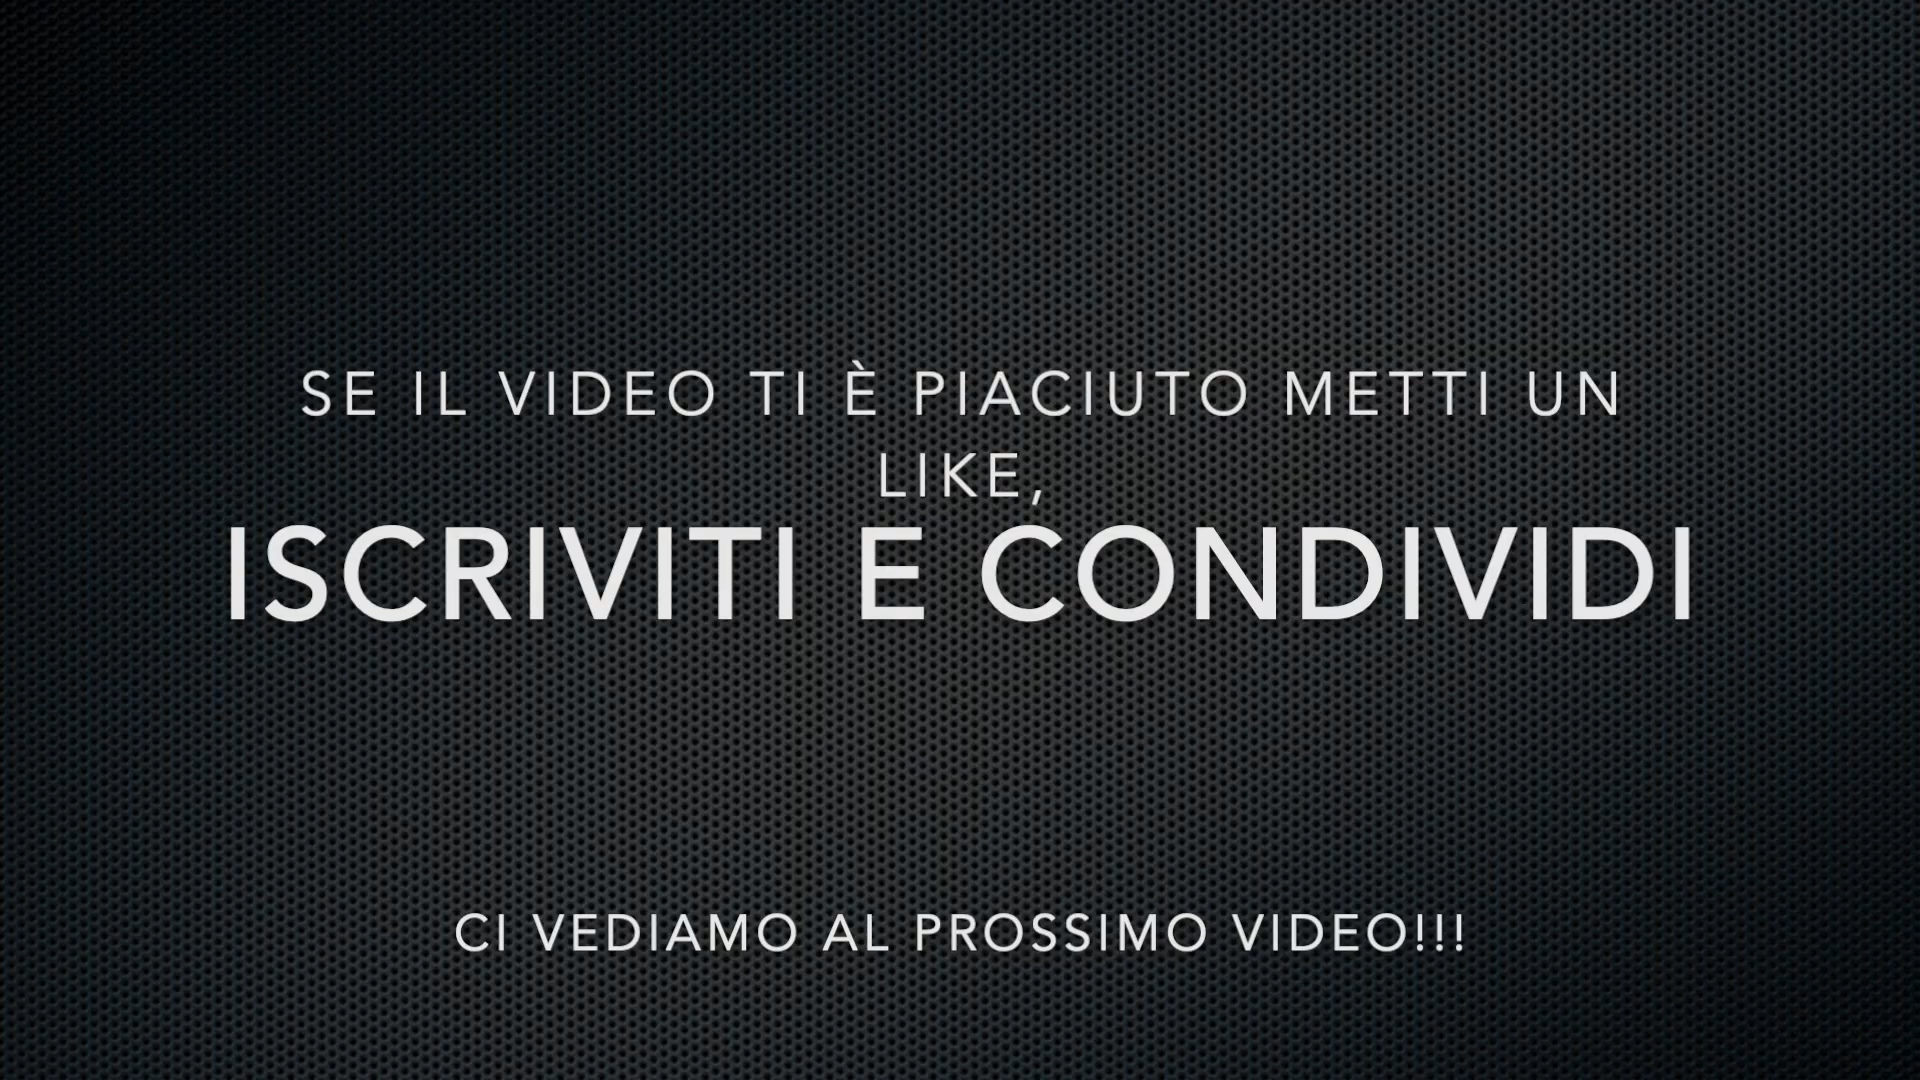 SE IL VIDEO TI È PIACIUTO METTI UN
LIKE,
ISCRIVITI E CONDIVIDI
CI VEDIAMO AL PROSSIMO VIDEO!!!